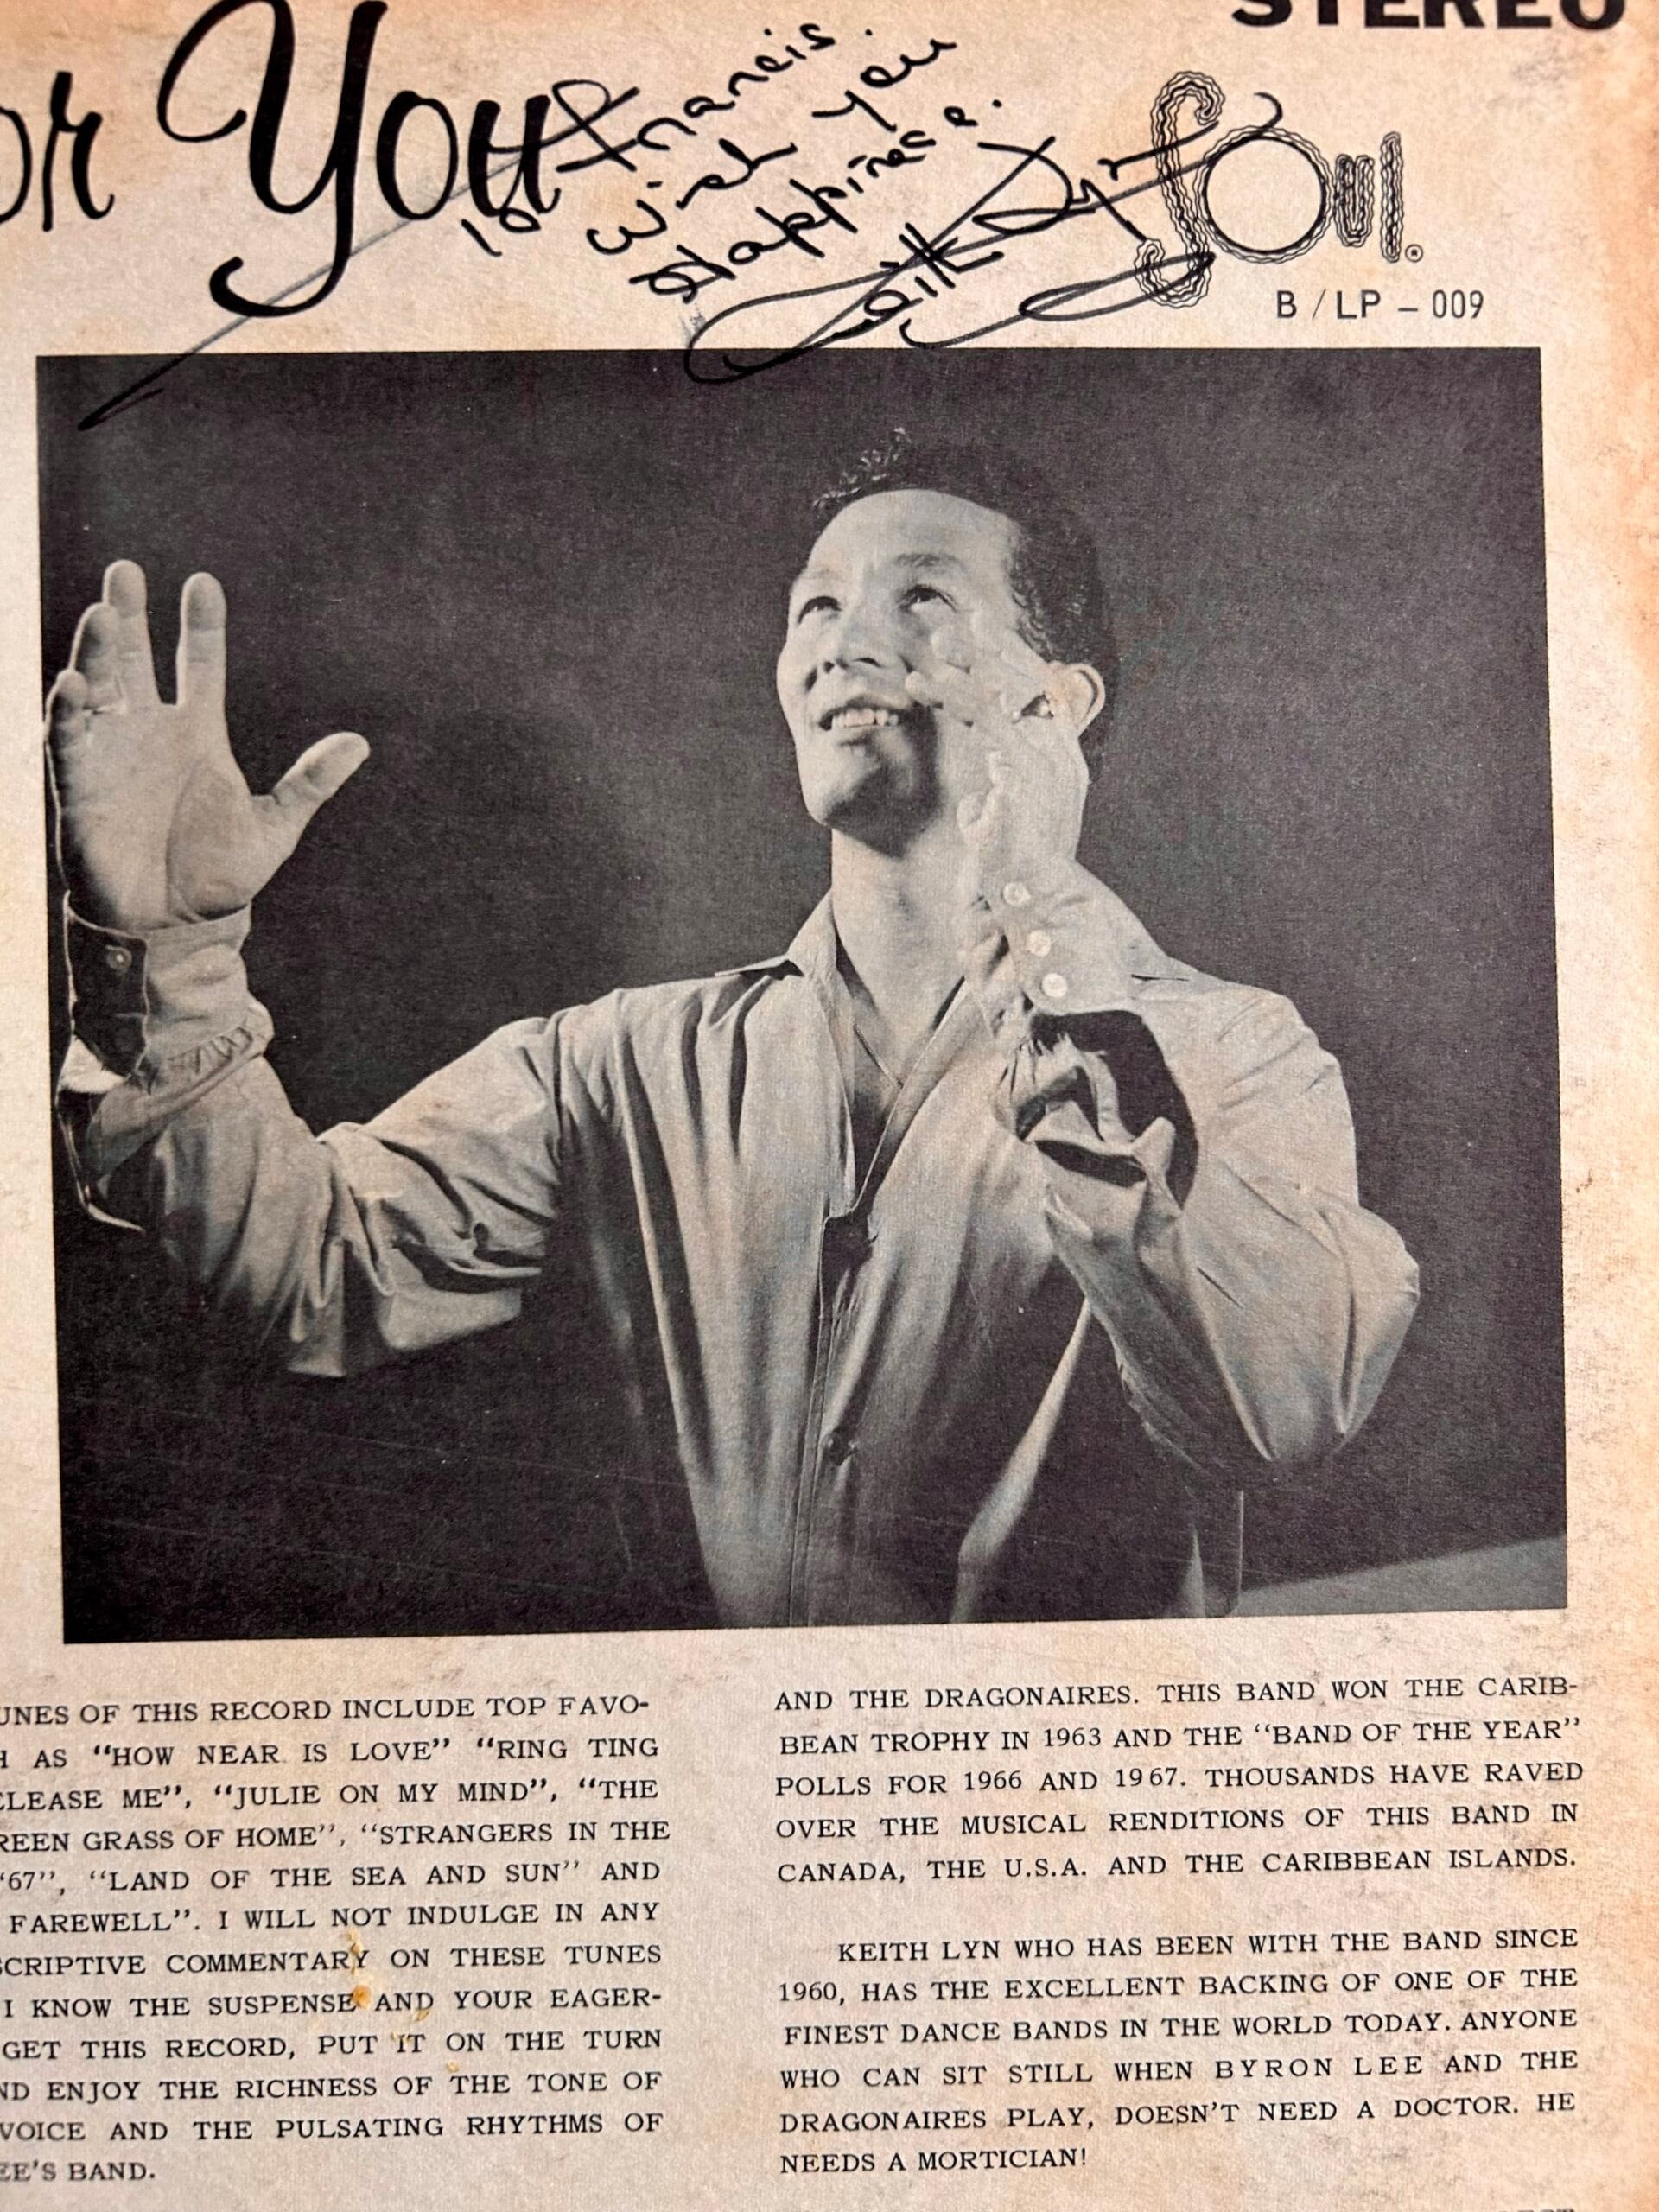 STEREO
or You
To Francis
Wish you
Happiness.
Keith Lyn
Soul.
B / LP – 009
UNES OF THIS RECORD INCLUDE TOP FAVO-
H AS “HOW NEAR IS LOVE” “RING TING
ELEASE ME”, “JULIE ON MY MIND”, “THE
REEN GRASS OF HOME”, “STRANGERS IN THE
‘67”, “LAND OF THE SEA AND SUN” AND
FAREWELL”. I WILL NOT INDULGE IN ANY
SCRIPTIVE COMMENTARY ON THESE TUNES
I KNOW THE SUSPENSE AND YOUR EAGER-
GET THIS RECORD, PUT IT ON THE TURN
ND ENJOY THE RICHNESS OF THE TONE OF
VOICE AND THE PULSATING RHYTHMS OF
EE’S BAND.
AND THE DRAGONAIRES. THIS BAND WON THE CARIB-
BEAN TROPHY IN 1963 AND THE “BAND OF THE YEAR”
POLLS FOR 1966 AND 1967. THOUSANDS HAVE RAVED
OVER THE MUSICAL RENDITIONS OF THIS BAND IN
CANADA, THE U.S.A. AND THE CARIBBEAN ISLANDS.
KEITH LYN WHO HAS BEEN WITH THE BAND SINCE
1960, HAS THE EXCELLENT BACKING OF ONE OF THE
FINEST DANCE BANDS IN THE WORLD TODAY. ANYONE
WHO CAN SIT STILL WHEN BYRON LEE AND THE
DRAGONAIRES PLAY, DOESN’T NEED A DOCTOR. HE
NEEDS A MORTICIAN!